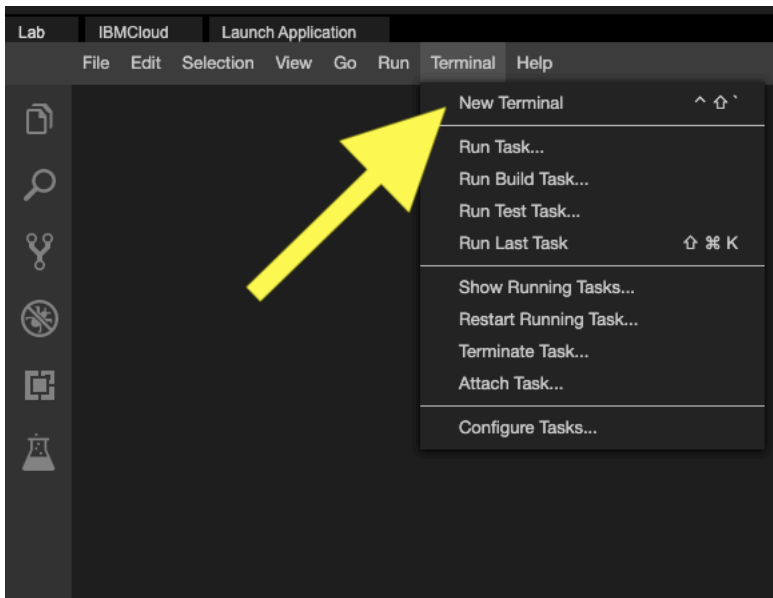 Lab IBMCloud Launch Application
File Edit Selection View Go Run Terminal Help
New Terminal ^ ⇧ `
Run Task...
Run Build Task...
Run Test Task...
Run Last Task ⇧ ⌘ K
Show Running Tasks...
Restart Running Task...
Terminate Task...
Attach Task...
Configure Tasks...